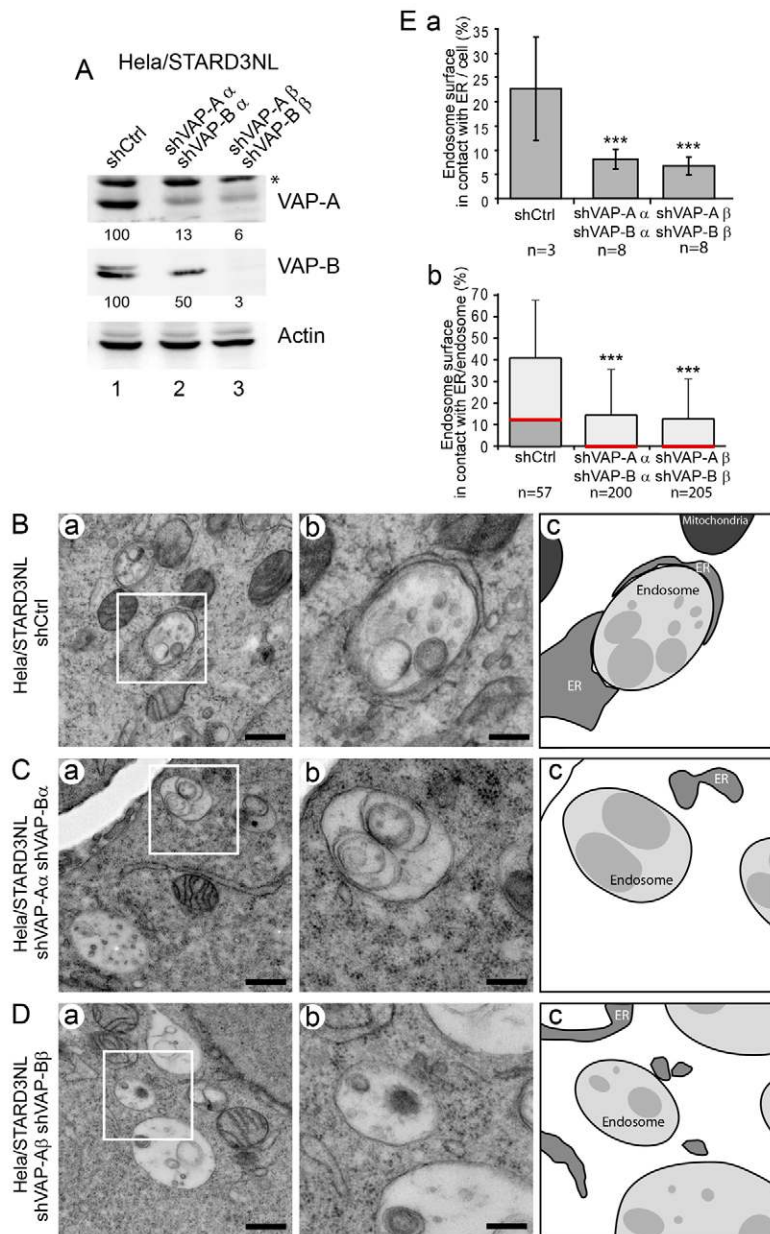 A
Hela/STARD3NL
shCtrl
shVAP-A α
shVAP-B α
shVAP-A β
shVAP-B β
*
VAP-A
100 13 6
VAP-B
100 50 3
Actin
1 2 3
E a
Endosome surface
in contact with ER / cell (%)
35
30
25
20
15
10
5
0
*** ***
shCtrl
shVAP-A α
shVAP-B α
shVAP-A β
shVAP-B β
n=3 n=8 n=8
b
Endosome surface
in contact with ER/endosome (%)
70
60
50
40
30
20
10
0
*** ***
shCtrl
shVAP-A α
shVAP-B α
shVAP-A β
shVAP-B β
n=57 n=200 n=205
B
Hela/STARD3NL
shCtrl
a
b
c
Mitochondria
ER
Endosome
ER
C
Hela/STARD3NL
shVAP-Aα shVAP-Bα
a
b
c
ER
Endosome
D
Hela/STARD3NL
shVAP-Aβ shVAP-Bβ
a
b
c
ER
Endosome